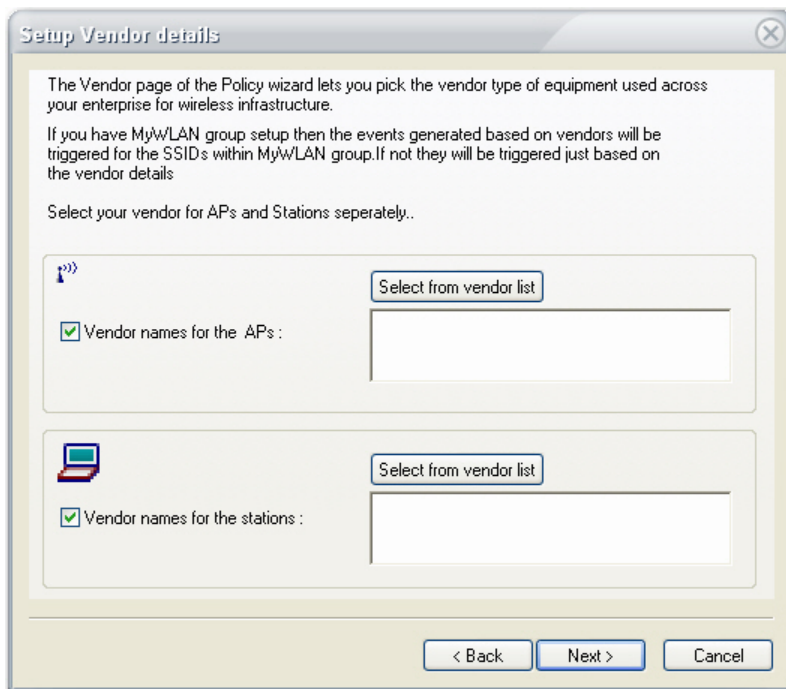 Setup Vendor details
The Vendor page of the Policy wizard lets you pick the vendor type of equipment used across
your enterprise for wireless infrastructure.
If you have MyWLAN group setup then the events generated based on vendors will be
triggered for the SSIDs within MyWLAN group.If not they will be triggered just based on
the vendor details
Select your vendor for APs and Stations seperately..
Select from vendor list
Vendor names for the APs :
Select from vendor list
Vendor names for the stations :
< Back
Next >
Cancel